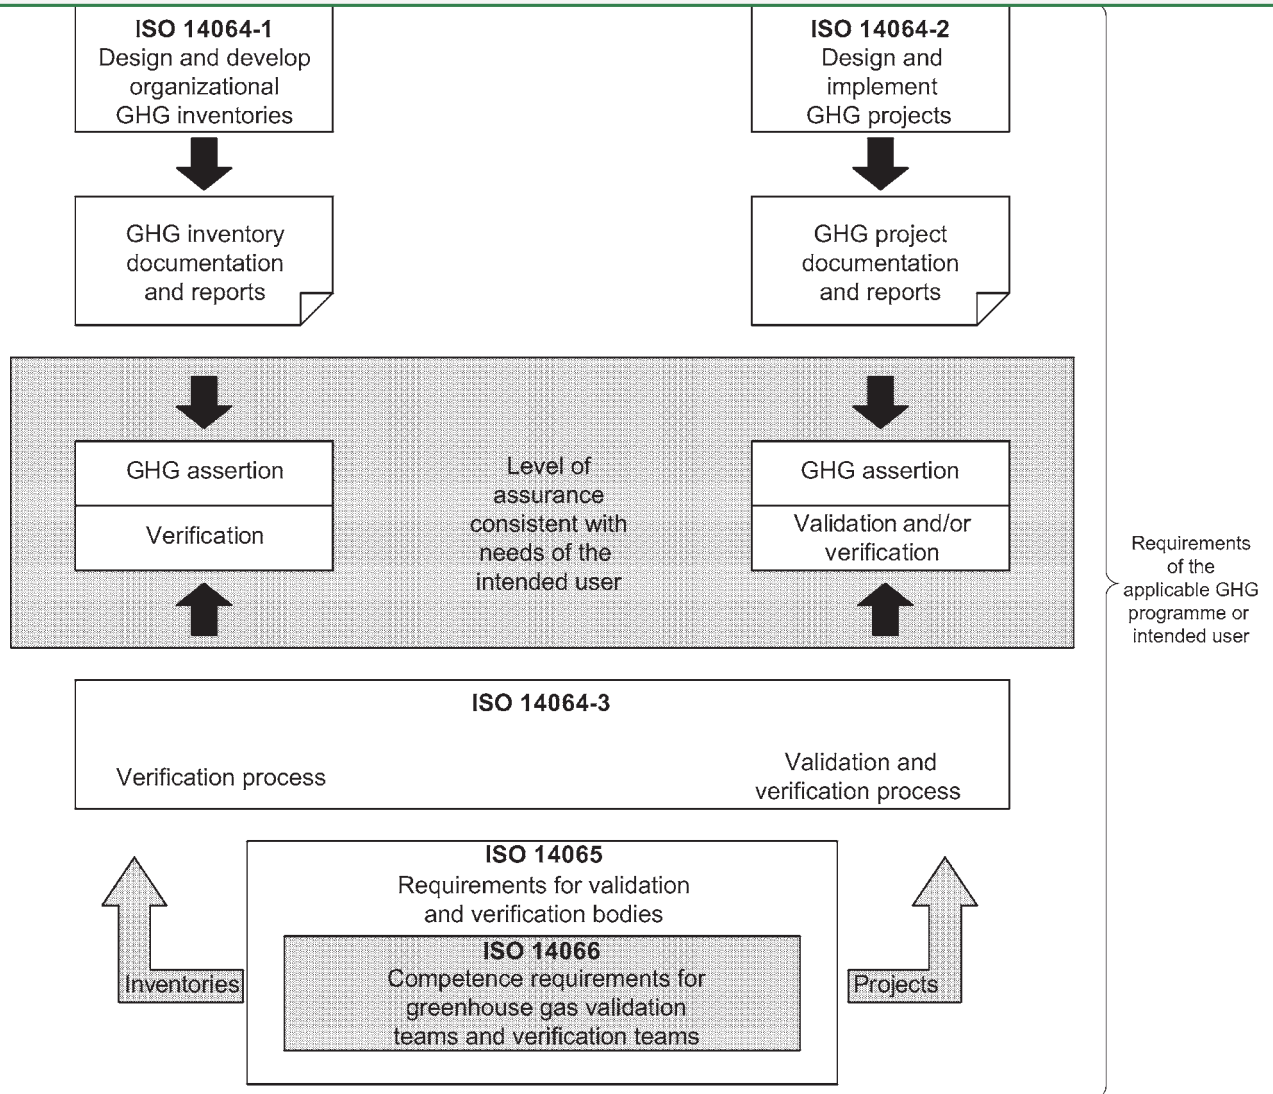 ISO 14064-1
Design and develop
organizational
GHG inventories
ISO 14064-2
Design and
implement
GHG projects
GHG inventory
documentation
and reports
GHG project
documentation
and reports
GHG assertion
Verification
Level of
assurance
consistent with
needs of the
intended user
GHG assertion
Validation and/or
verification
Requirements
of the
applicable GHG
programme or
intended user
ISO 14064-3
Verification process
Validation and
verification process
ISO 14065
Requirements for validation
and verification bodies
ISO 14066
Competence requirements for
greenhouse gas validation
teams and verification teams
Inventories
Projects